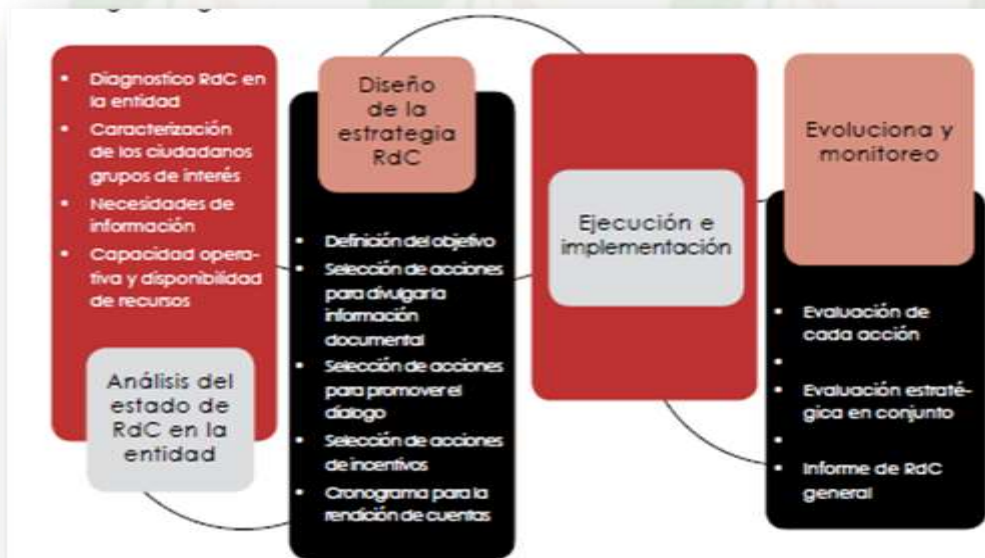 • Diagnostico RdC en
la entidad
• Caracterización
de los ciudadanos
grupos de interés
• Necesidades de
información
• Capacidad opera-
tiva y disponibilidad
de recursos
Análisis del
estado de
RdC en la
entidad
Diseño
de la
estrategia
RdC
• Definición del objetivo
• Selección de acciones
para divulgar la
información
documental
• Selección de acciones
para promover el
dialogo
• Selección de acciones
de incentivos
• Cronograma para la
rendición de cuentas
Ejecución e
implementación
Evoluciona y
monitoreo
• Evaluación de
cada acción
•
• Evaluación estraté-
gica en conjunto
•
• Informe de RdC
general